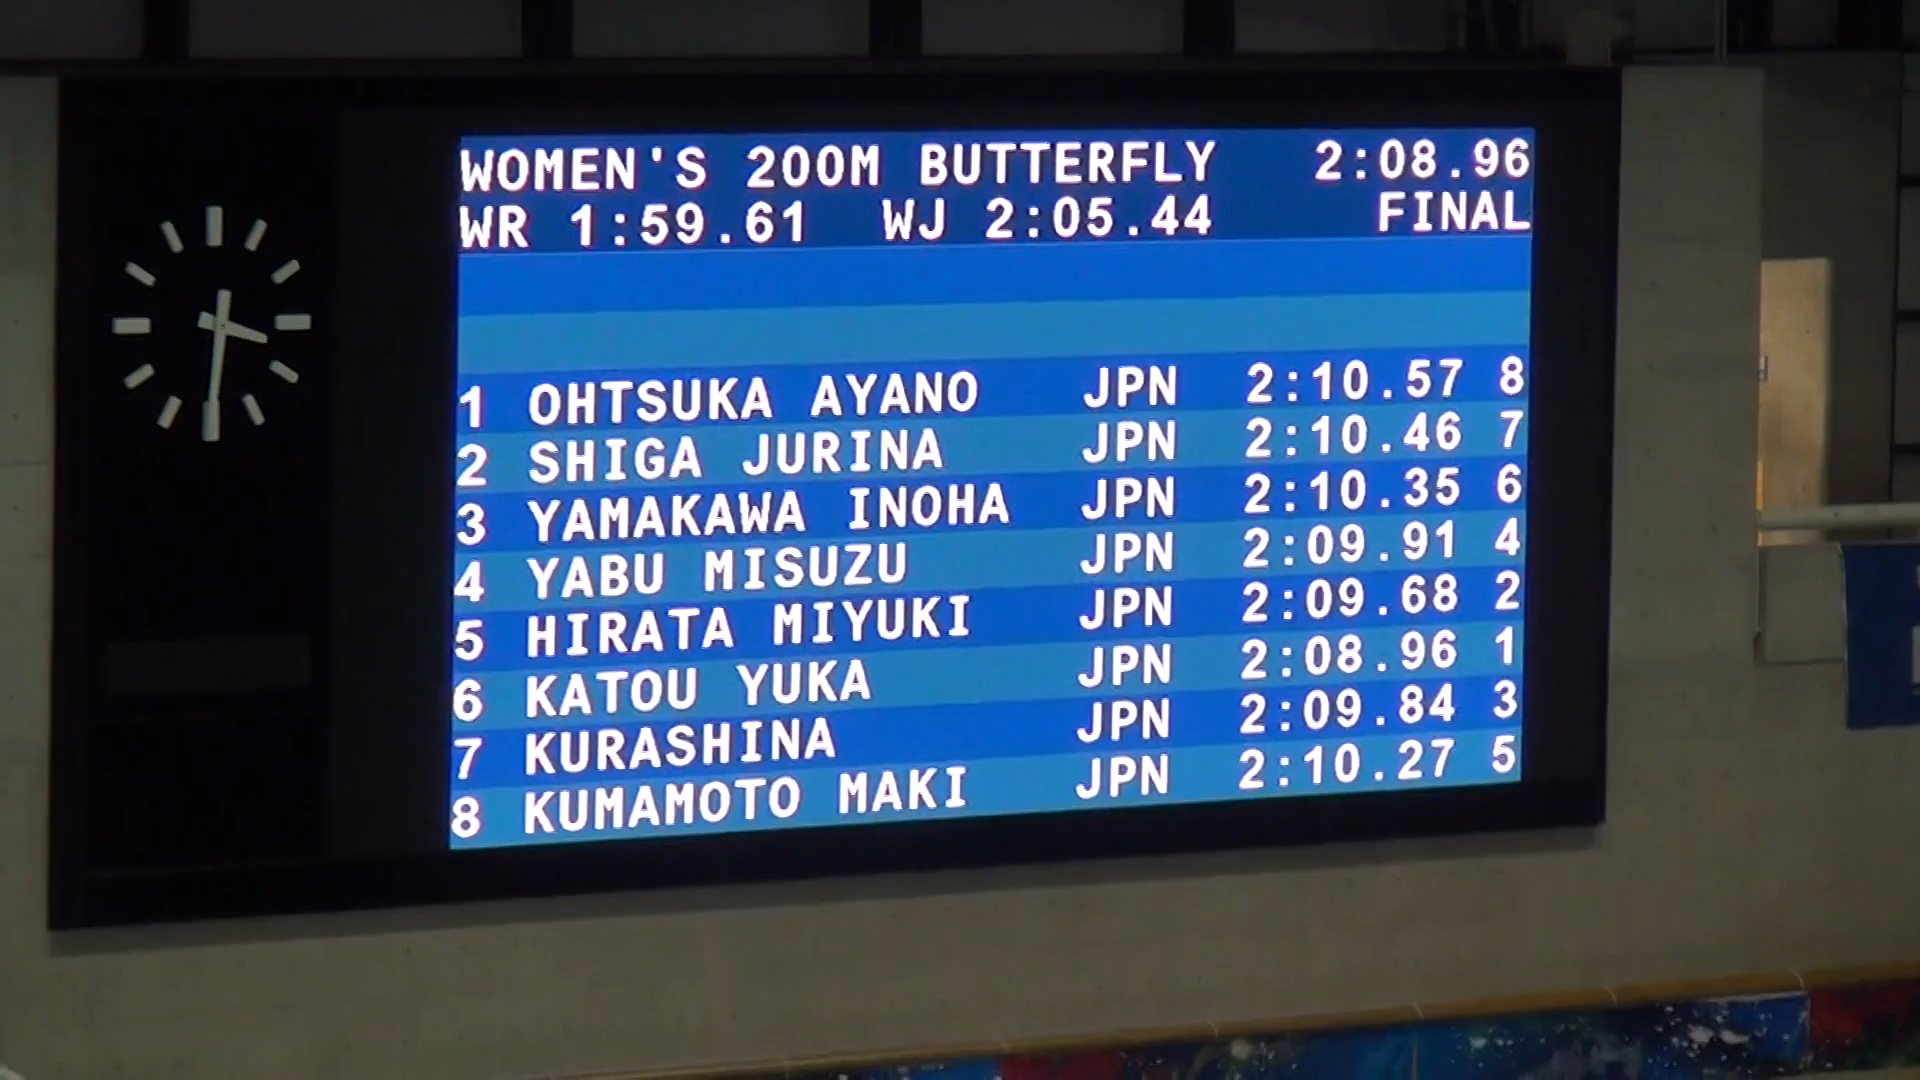 WOMEN'S 200M BUTTERFLY 2:08.96
WR 1:59.61 WJ 2:05.44 FINAL
1 OHTSUKA AYANO JPN 2:10.57 8
2 SHIGA JURINA JPN 2:10.46 7
3 YAMAKAWA INOHA JPN 2:10.35 6
4 YABU MISUZU JPN 2:09.91 4
5 HIRATA MIYUKI JPN 2:09.68 2
6 KATOU YUKA JPN 2:08.96 1
7 KURASHINA JPN 2:09.84 3
8 KUMAMOTO MAKI JPN 2:10.27 5